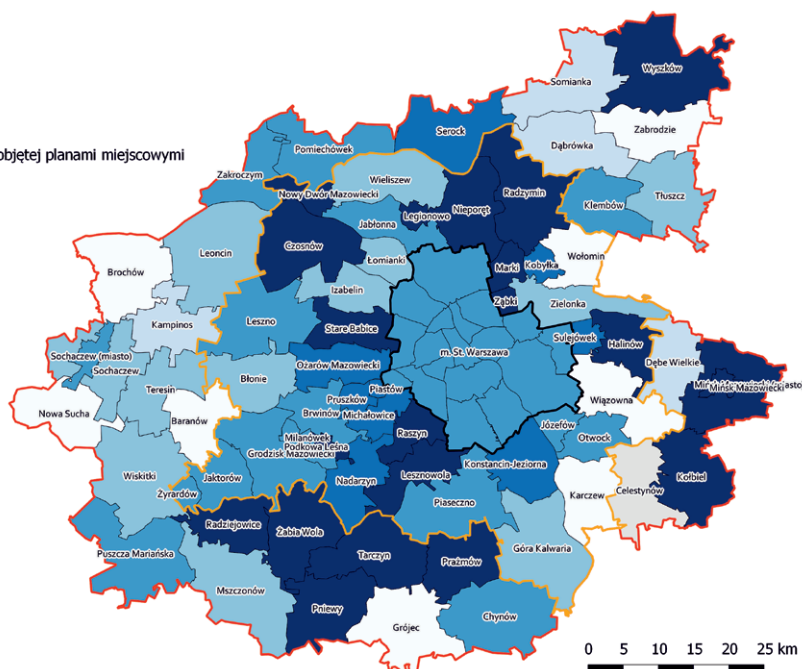 objętej planami miejscowymi
Somianka
Wyszków
Zabrodzie
Dąbrówka
Serock
Pomiechówek
Zakroczym
Wieliszew
Nowy Dwór Mazowiecki
Radzymin
Nieporęt
Legionowo
Klembów
Tłuszcz
Jabłonna
Czosnów
Leoncin
Łomianki
Wołomin
Marki
Kobyłka
Brochów
Izabelin
Ząbki
Zielonka
Kampinos
Leszno
Stare Babice
Sulejówek
Halinów
m. St. Warszawa
Sochaczew (miasto)
Sochaczew
Dębe Wielkie
Ożarów Mazowiecki
Błonie
Mińsk Mazowiecki
Teresin
Piastów
Pruszków
Wiązowna
Nowa Sucha
Baranów
Brwinów
Michałowice
Józefów
Raszyn
Milanówek
Podkowa Leśna
Grodzisk Mazowiecki
Otwock
Konstancin-Jeziorna
Wiskitki
Jaktorów
Nadarzyn
Lesznowola
Kołbiel
Celestynów
Karczew
Żyrardów
Piaseczno
Radziejowice
Żabia Wola
Góra Kalwaria
Puszcza Mariańska
Tarczyn
Prażmów
Mszczonów
Pniewy
Chynów
Grójec
0 5 10 15 20 25 km